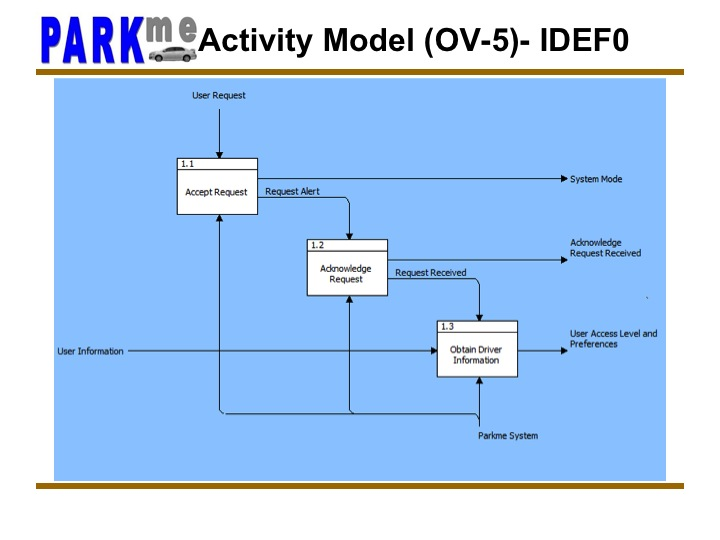 PARKme
Activity Model (OV-5)- IDEF0
User Request
1.1
Accept Request
System Mode
Request Alert
1.2
Acknowledge
Request
Acknowledge
Request Received
Request Received
1.3
Obtain Driver
Information
User Access Level and
Preferences
User Information
Parkme System